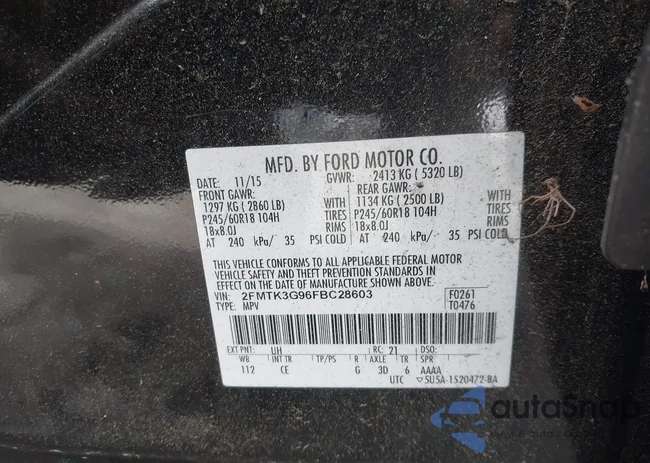 MFD. BY FORD MOTOR CO.
DATE: 11/15 GVWR: 2413 KG ( 5320 LB)
FRONT GAWR: REAR GAWR:
1297 KG ( 2860 LB) WITH 1134 KG ( 2500 LB) WITH
P245/60R18 104H TIRES P245/60R18 104H TIRES
18x8.0J RIMS 18x8.0J RIMS
AT 240 kPa/ 35 PSI COLD AT 240 kPa/ 35 PSI COLD
THIS VEHICLE CONFORMS TO ALL APPLICABLE FEDERAL MOTOR
VEHICLE SAFETY AND THEFT PREVENTION STANDARDS IN
EFFECT ON THE DATE OF MANUFACTURE SHOWN ABOVE.
VIN: 2FMTK3G96FBC28603 F0261
TYPE: MPV T0476
EXT PNT: UH RC: 21 DSO:
WB INT TR TP/PS R AXLE TR SPR
112 CE G 3D 6 AAAA
UTC ▽5U5A-1520472-BA
autoSnap